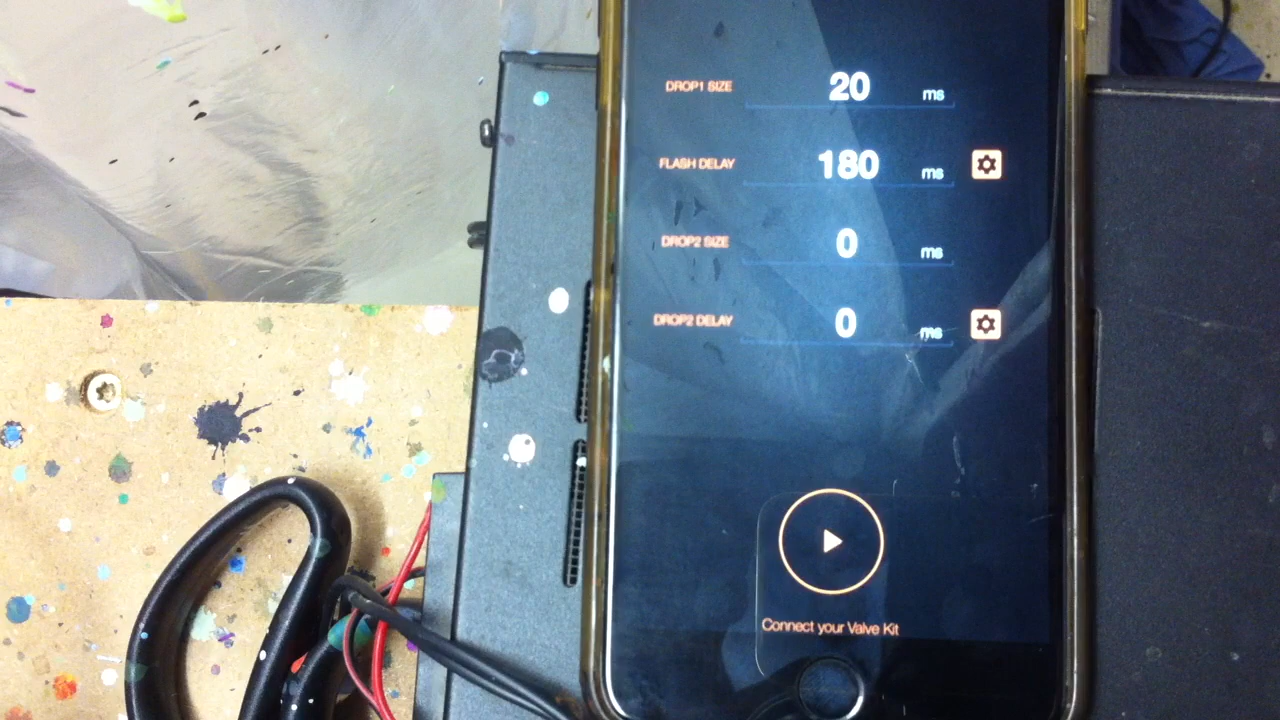 DROP1 SIZE 20 ms
FLASH DELAY 180 ms
DROP2 SIZE 0 ms
DROP2 DELAY 0 ms
Connect your Valve Kit